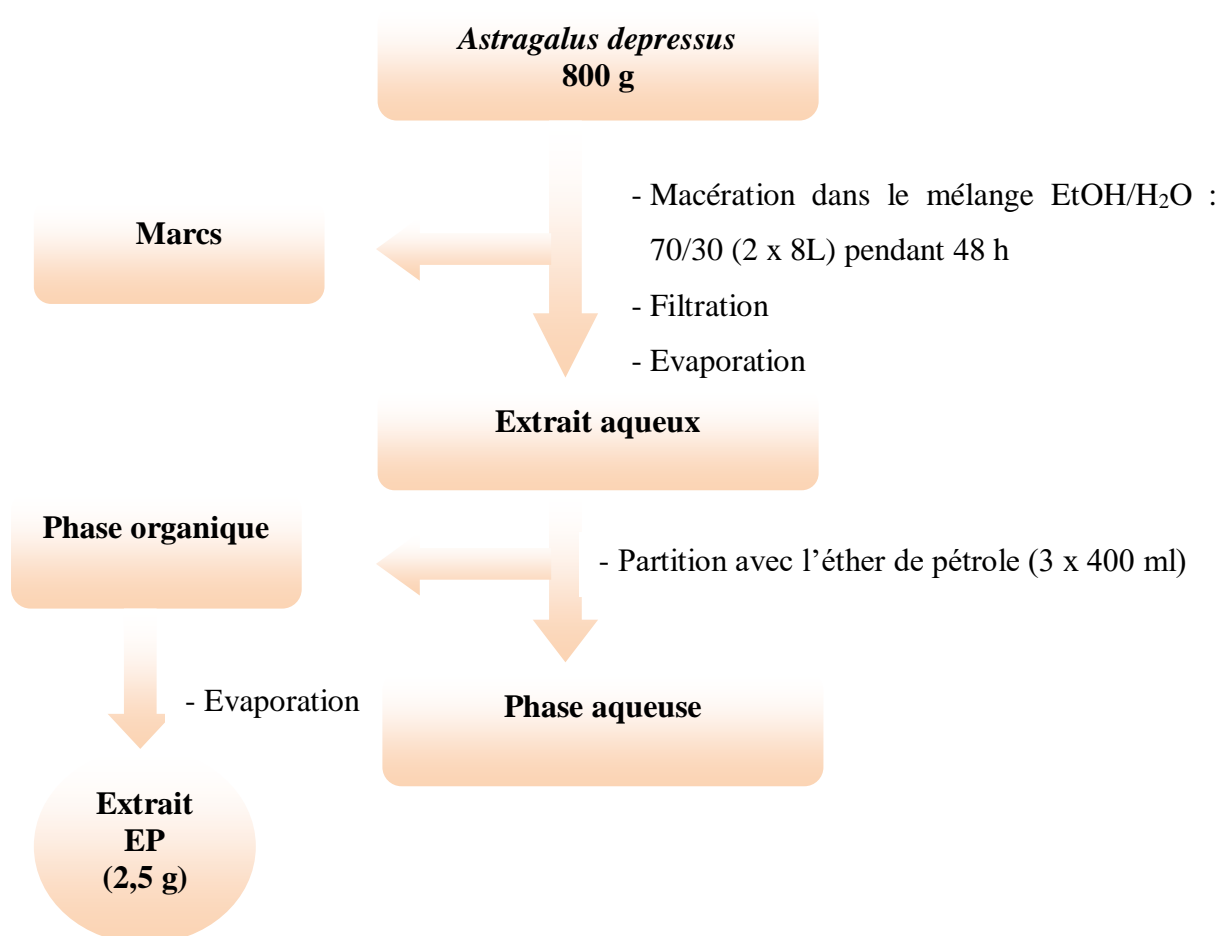 Astragalus depressus
800 g
- Macération dans le mélange EtOH/H₂O :
70/30 (2 x 8L) pendant 48 h
- Filtration
- Evaporation
Marcs
Extrait aqueux
- Partition avec l’éther de pétrole (3 x 400 ml)
Phase organique
- Evaporation
Phase aqueuse
Extrait
EP
(2,5 g)